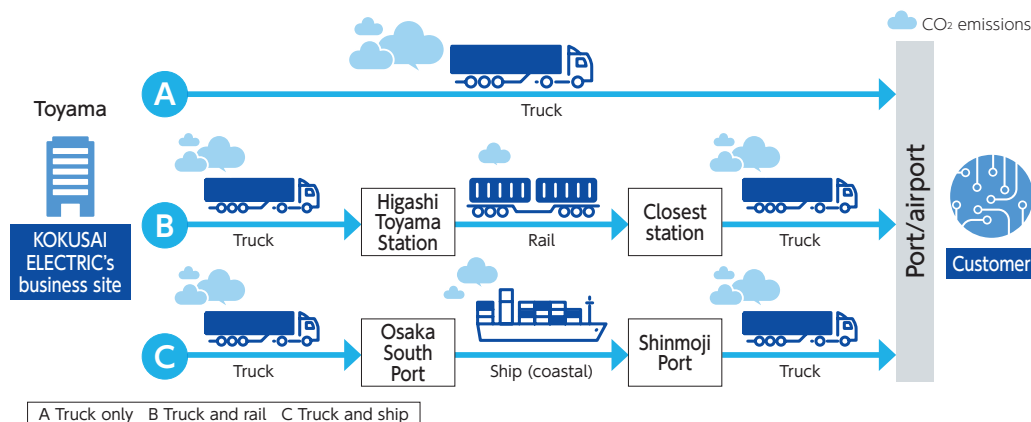 CO₂ emissions
A
Truck
Toyama
KOKUSAI
ELECTRIC's
business site
B
Truck
Higashi
Toyama
Station
Rail
Closest
station
Truck
C
Truck
Osaka
South
Port
Ship (coastal)
Shinmoji
Port
Truck
Port/airport
Customer
A Truck only B Truck and rail C Truck and ship